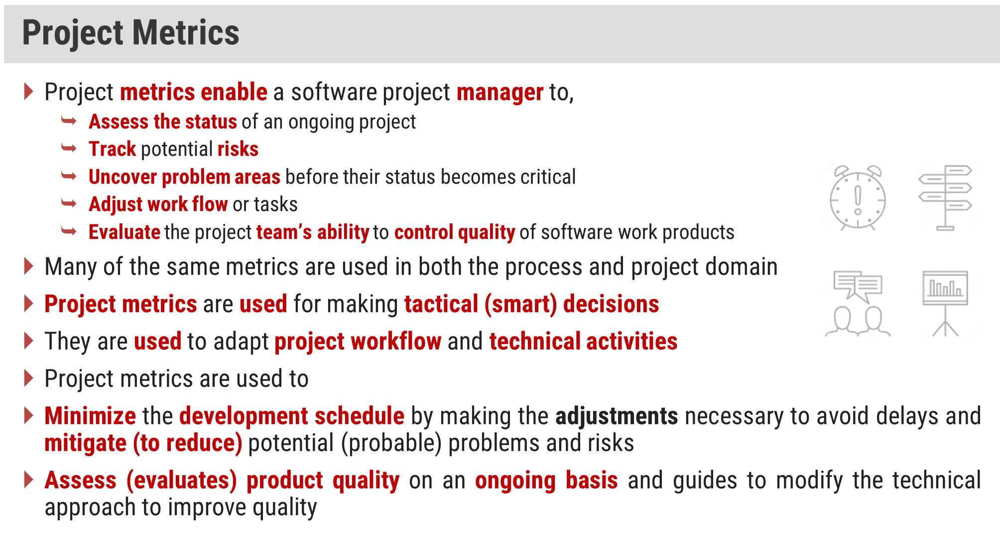 Project Metrics
Project metrics enable a software project manager to,
Assess the status of an ongoing project
Track potential risks
Uncover problem areas before their status becomes critical
Adjust work flow or tasks
Evaluate the project team’s ability to control quality of software work products
Many of the same metrics are used in both the process and project domain
Project metrics are used for making tactical (smart) decisions
They are used to adapt project workflow and technical activities
Project metrics are used to
Minimize the development schedule by making the adjustments necessary to avoid delays and
mitigate (to reduce) potential (probable) problems and risks
Assess (evaluates) product quality on an ongoing basis and guides to modify the technical
approach to improve quality